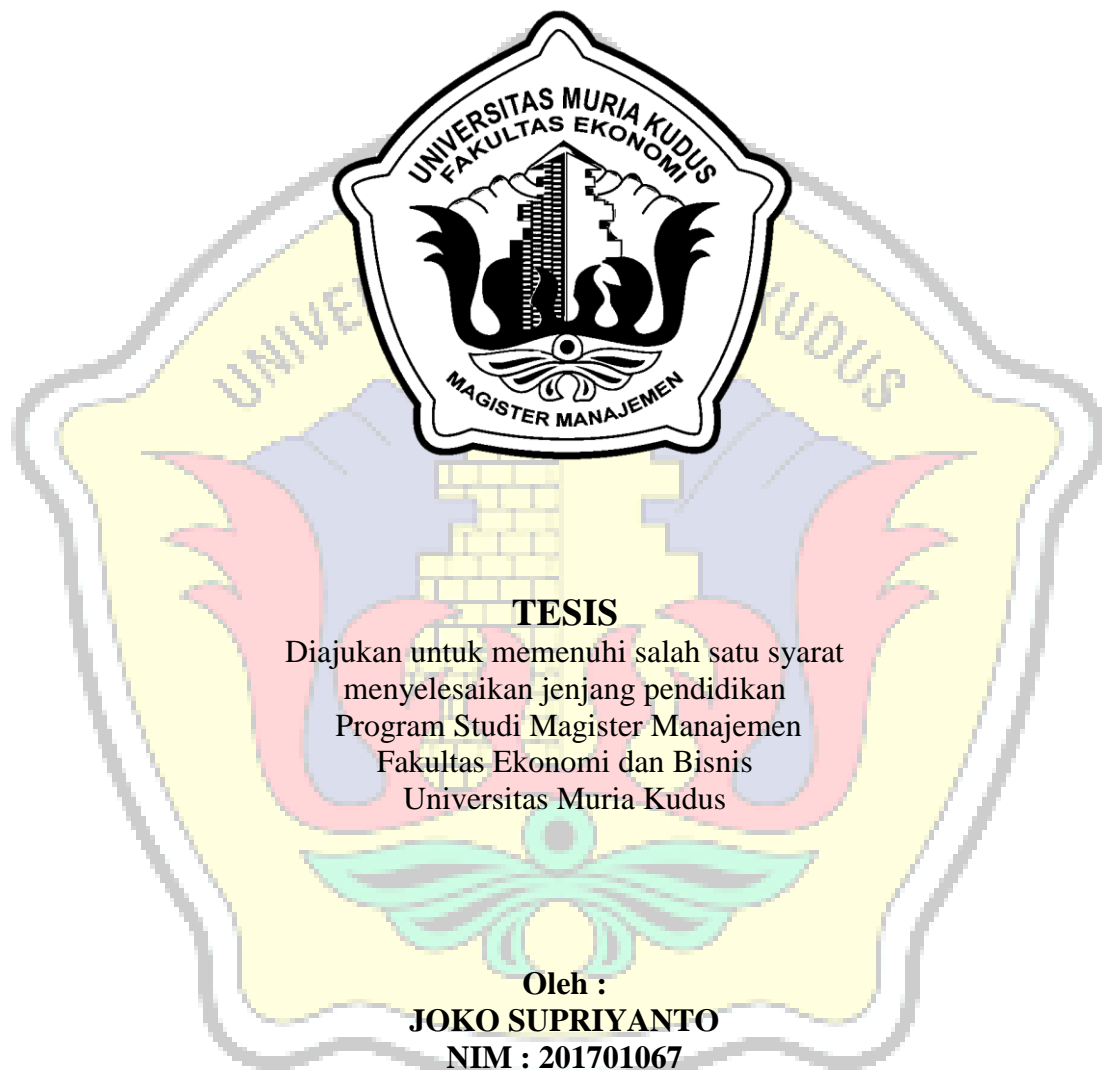 UNIVERSITAS MURIA KUDUS
FAKULTAS EKONOMI
MAGISTER MANAJEMEN
KUDUS
TESIS
Diajukan untuk memenuhi salah satu syarat
menyelesaikan jenjang pendidikan
Program Studi Magister Manajemen
Fakultas Ekonomi dan Bisnis
Universitas Muria Kudus
Oleh :
JOKO SUPRIYANTO
NIM : 201701067